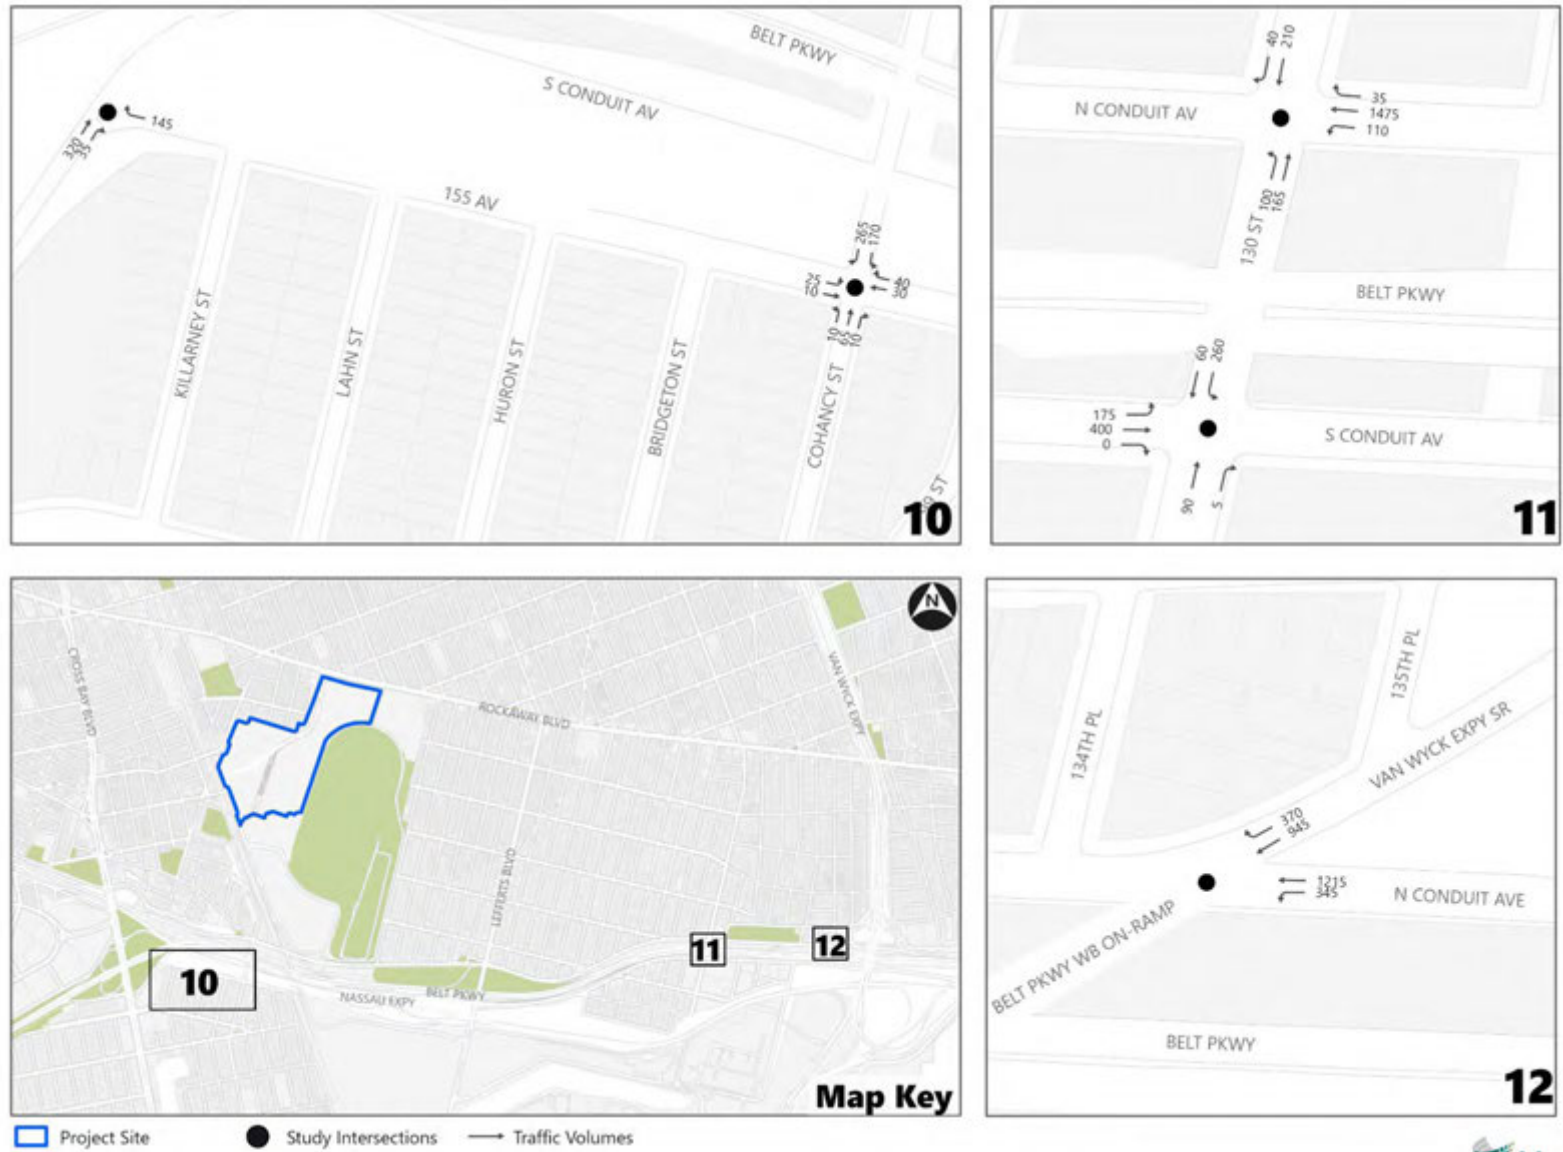 BELT PKWY
S CONDUIT AV
145
320
35
155 AV
265
170
25
10
40
30
10
65
10
KILLARNEY ST
LAHN ST
HURON ST
BRIDGETON ST
COHANCY ST
ST
10
40
210
N CONDUIT AV
35
1475
110
100
165
130 ST
BELT PKWY
60
260
175
400
0
S CONDUIT AV
90
5
11
N
CROSS BAY BLVD
VAN WYCK EXPY
ROCKAWAY BLVD
LEFFERTS BLVD
11
12
10
NASSAU EXPY
BELT PKWY
Map Key
134TH PL
135TH PL
VAN WYCK EXPY SR
370
945
1215
345
N CONDUIT AVE
BELT PKWY WB ON-RAMP
BELT PKWY
12
Project Site
Study Intersections
Traffic Volumes